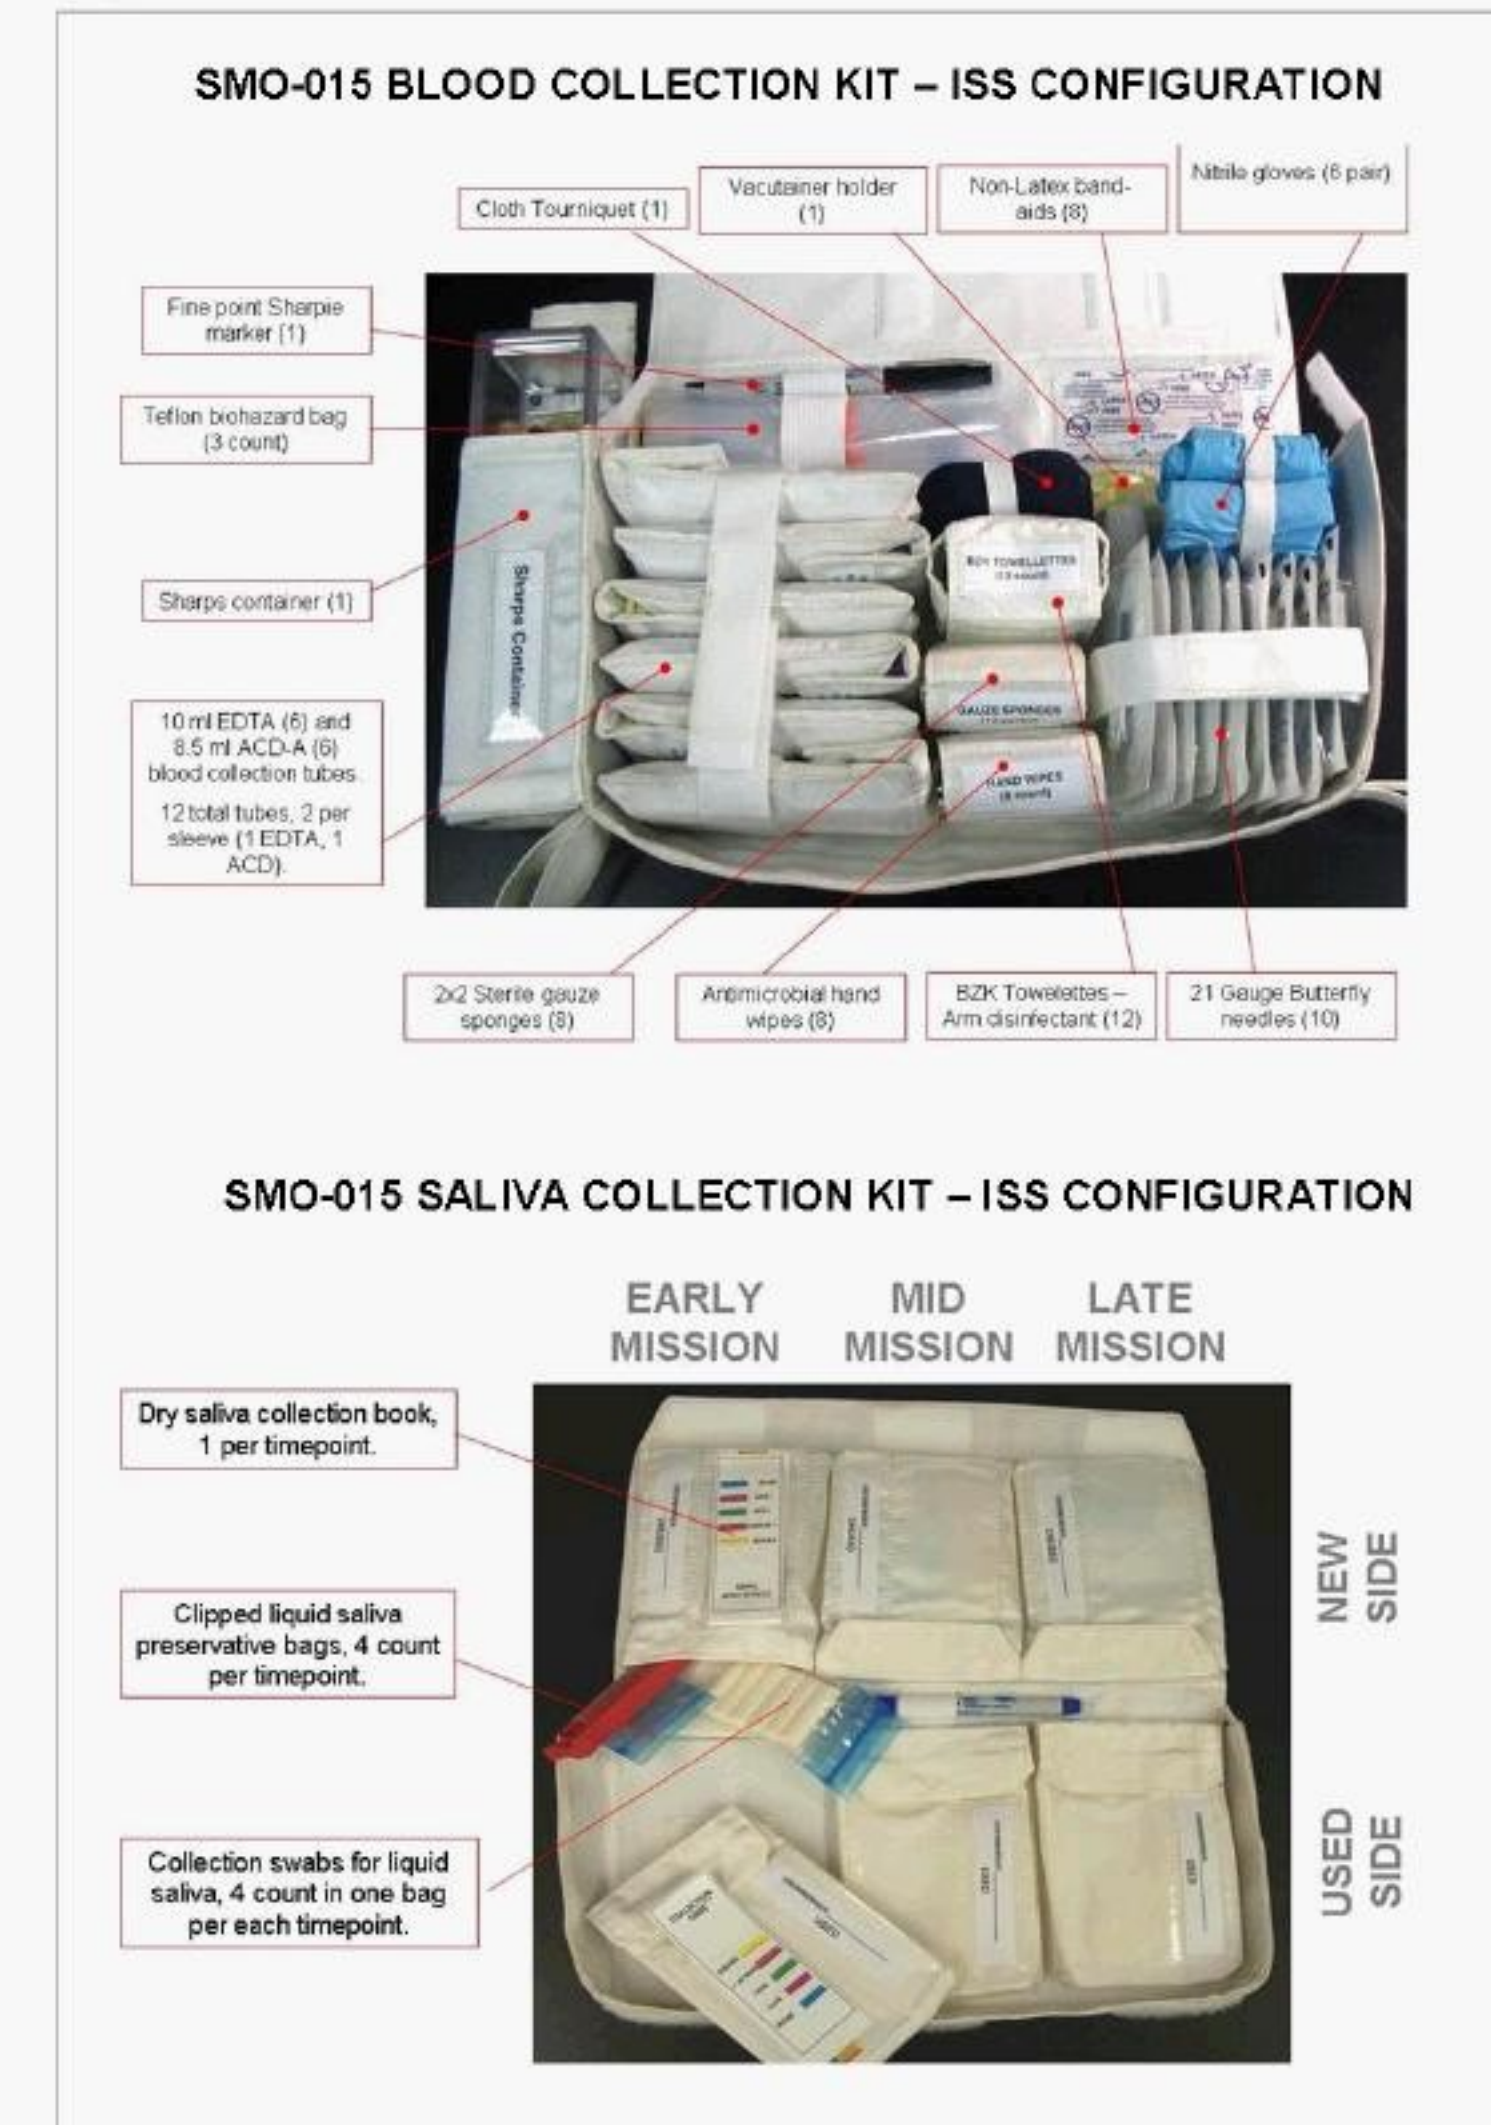 SMO-015 BLOOD COLLECTION KIT – ISS CONFIGURATION
Cloth Tourniquet (1)
Vacutainer holder
(1)
Non-Latex band-
aids (8)
Nitrile gloves (6 pair)
Fine point Sharpie
marker (1)
Teflon biohazard bag
(3 count)
Sharps container (1)
10 ml EDTA (6) and
8.5 ml ACD-A (6)
blood collection tubes.
12 total tubes, 2 per
sleeve (1 EDTA, 1
ACD).
Sharps Container
BZK TOWELLETTES
GAUZE SPONGES
HAND WIPES
(8 count)
2x2 Sterile gauze
sponges (8)
Antimicrobial hand
wipes (8)
BZK Towelettes –
Arm disinfectant (12)
21 Gauge Butterfly
needles (10)
SMO-015 SALIVA COLLECTION KIT – ISS CONFIGURATION
EARLY
MISSION
MID
MISSION
LATE
MISSION
Dry saliva collection book,
1 per timepoint.
Clipped liquid saliva
preservative bags, 4 count
per timepoint.
Collection swabs for liquid
saliva, 4 count in one bag
per each timepoint.
NEW
SIDE
USED
SIDE